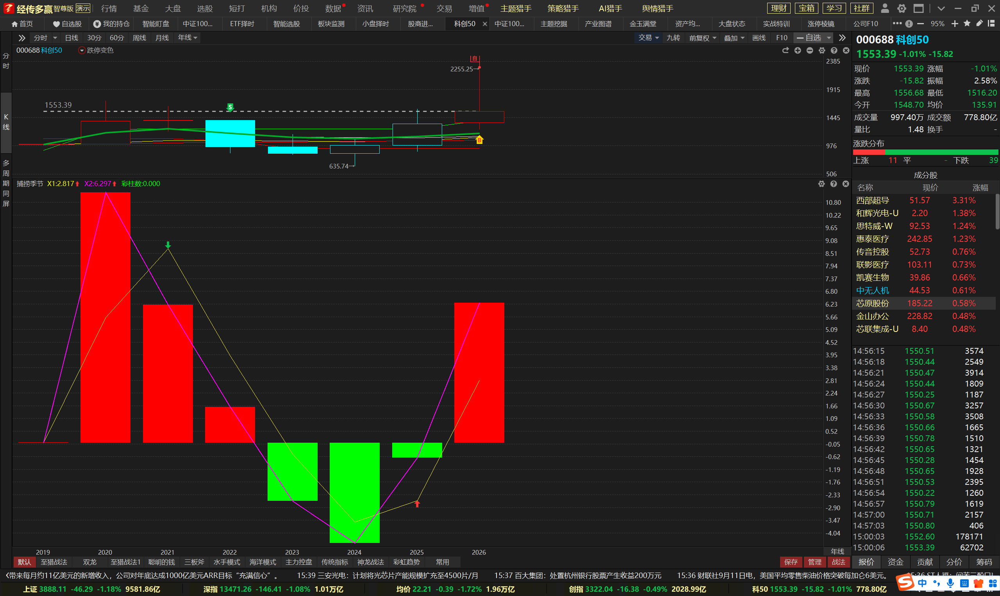 经传多赢 智尊版 演示 行情 基金 大盘 选股 短打 机构 价投 数据 资讯 研究院 交易 增值 主题猎手 策略猎手 AI猎手 舆情猎手 理财 宝箱 学习 社群
首页 自选股 我的持仓 智能盯盘 中证100... ETF择时 智能选股 板块监测 小盘择时 股商进... 科创50 中证100... 主题挖掘 产业图谱 金玉满堂 资产均... 大盘状态 实战特训 涨停棱镜 公司F10 95%
分时 日线 30分 60分 周线 月线 年线 交易 九转 前复权 叠加 画线 F10 自选
分时
K线
多周期同屏
000688 科创50 跌停变色
自
2255.25
1553.39
S
B
635.74
2385
1915
1445
976
506
捕捞季节 X1:2.817 X2:6.297 彩柱数:0.000
10.80
10.22
9.65
9.08
8.51
7.94
7.37
6.80
6.23
5.66
5.09
4.52
3.95
3.38
2.81
2.24
1.66
1.09
0.52
-0.05
-0.62
-1.19
-1.76
-2.33
-2.90
-3.47
-4.04
2019 2020 2021 2022 2023 2024 2025 2026 年线
默认 至猎战法 双龙 至猎战法1 聪明的钱 三板斧 水手模式 海洋模式 主力控盘 传统指标 神龙战法 彩虹趋势 常用 保存 管理 战法
000688 科创50
1553.39 -1.01% -15.82
现价 1553.39 涨幅 -1.01%
涨跌 -15.82 振幅 2.58%
最高 1556.68 最低 1516.20
今开 1548.70 均价 135.91
成交量 997.40万 成交额 778.80亿
量比 1.48 换手 -
涨跌分布
上涨 11 平 - 下跌 39
成分股
名称 现价 涨幅
西部超导 51.57 3.31%
和辉光电-U 2.20 1.38%
思特威-W 92.53 1.24%
惠泰医疗 242.85 1.23%
传音控股 52.73 0.76%
联影医疗 103.11 0.73%
凯赛生物 39.86 0.66%
中无人机 44.53 0.61%
芯原股份 185.22 0.58%
金山办公 228.82 0.48%
芯联集成-U 8.40 0.48%
14:56:15 1550.51 3574
14:56:18 1550.44 2549
14:56:21 1550.47 3914
14:56:24 1550.44 1809
14:56:27 1550.25 1187
14:56:30 1550.67 3257
14:56:33 1550.58 3508
14:56:36 1550.66 1665
14:56:39 1550.78 1510
14:56:42 1550.65 1321
14:56:45 1550.28 1454
14:56:48 1550.65 1928
14:56:51 1550.53 2395
14:56:54 1550.22 1260
14:56:57 1550.79 1619
14:57:00 1550.71 2157
14:57:03 1550.80 406
15:00:03 1552.60 178171
15:00:06 1553.39 62702
报价 资金 贡献 分价 筹码
带来每月约11亿美元的新增收入，公司对年底达成1000亿美元ARR目标“充满信心”。 15:39 三安光电：计划将光芯片产能规模扩充至4500片/月 15:37 百大集团：处置杭州银行股票产生收益200万元 15:36 财联社9月11日电，美国平均零售柴油价格突破每加仑6美元。
上证 3888.11 -46.29 -1.18% 9581.86亿 深指 13471.26 -146.41 -1.08% 1.01万亿 均价 22.21 -0.39 -1.72% 1.96万亿 创指 3322.04 -16.38 -0.49% 2028.99亿 科50 1553.39 -15.82 -1.01% 778.80亿
S 中